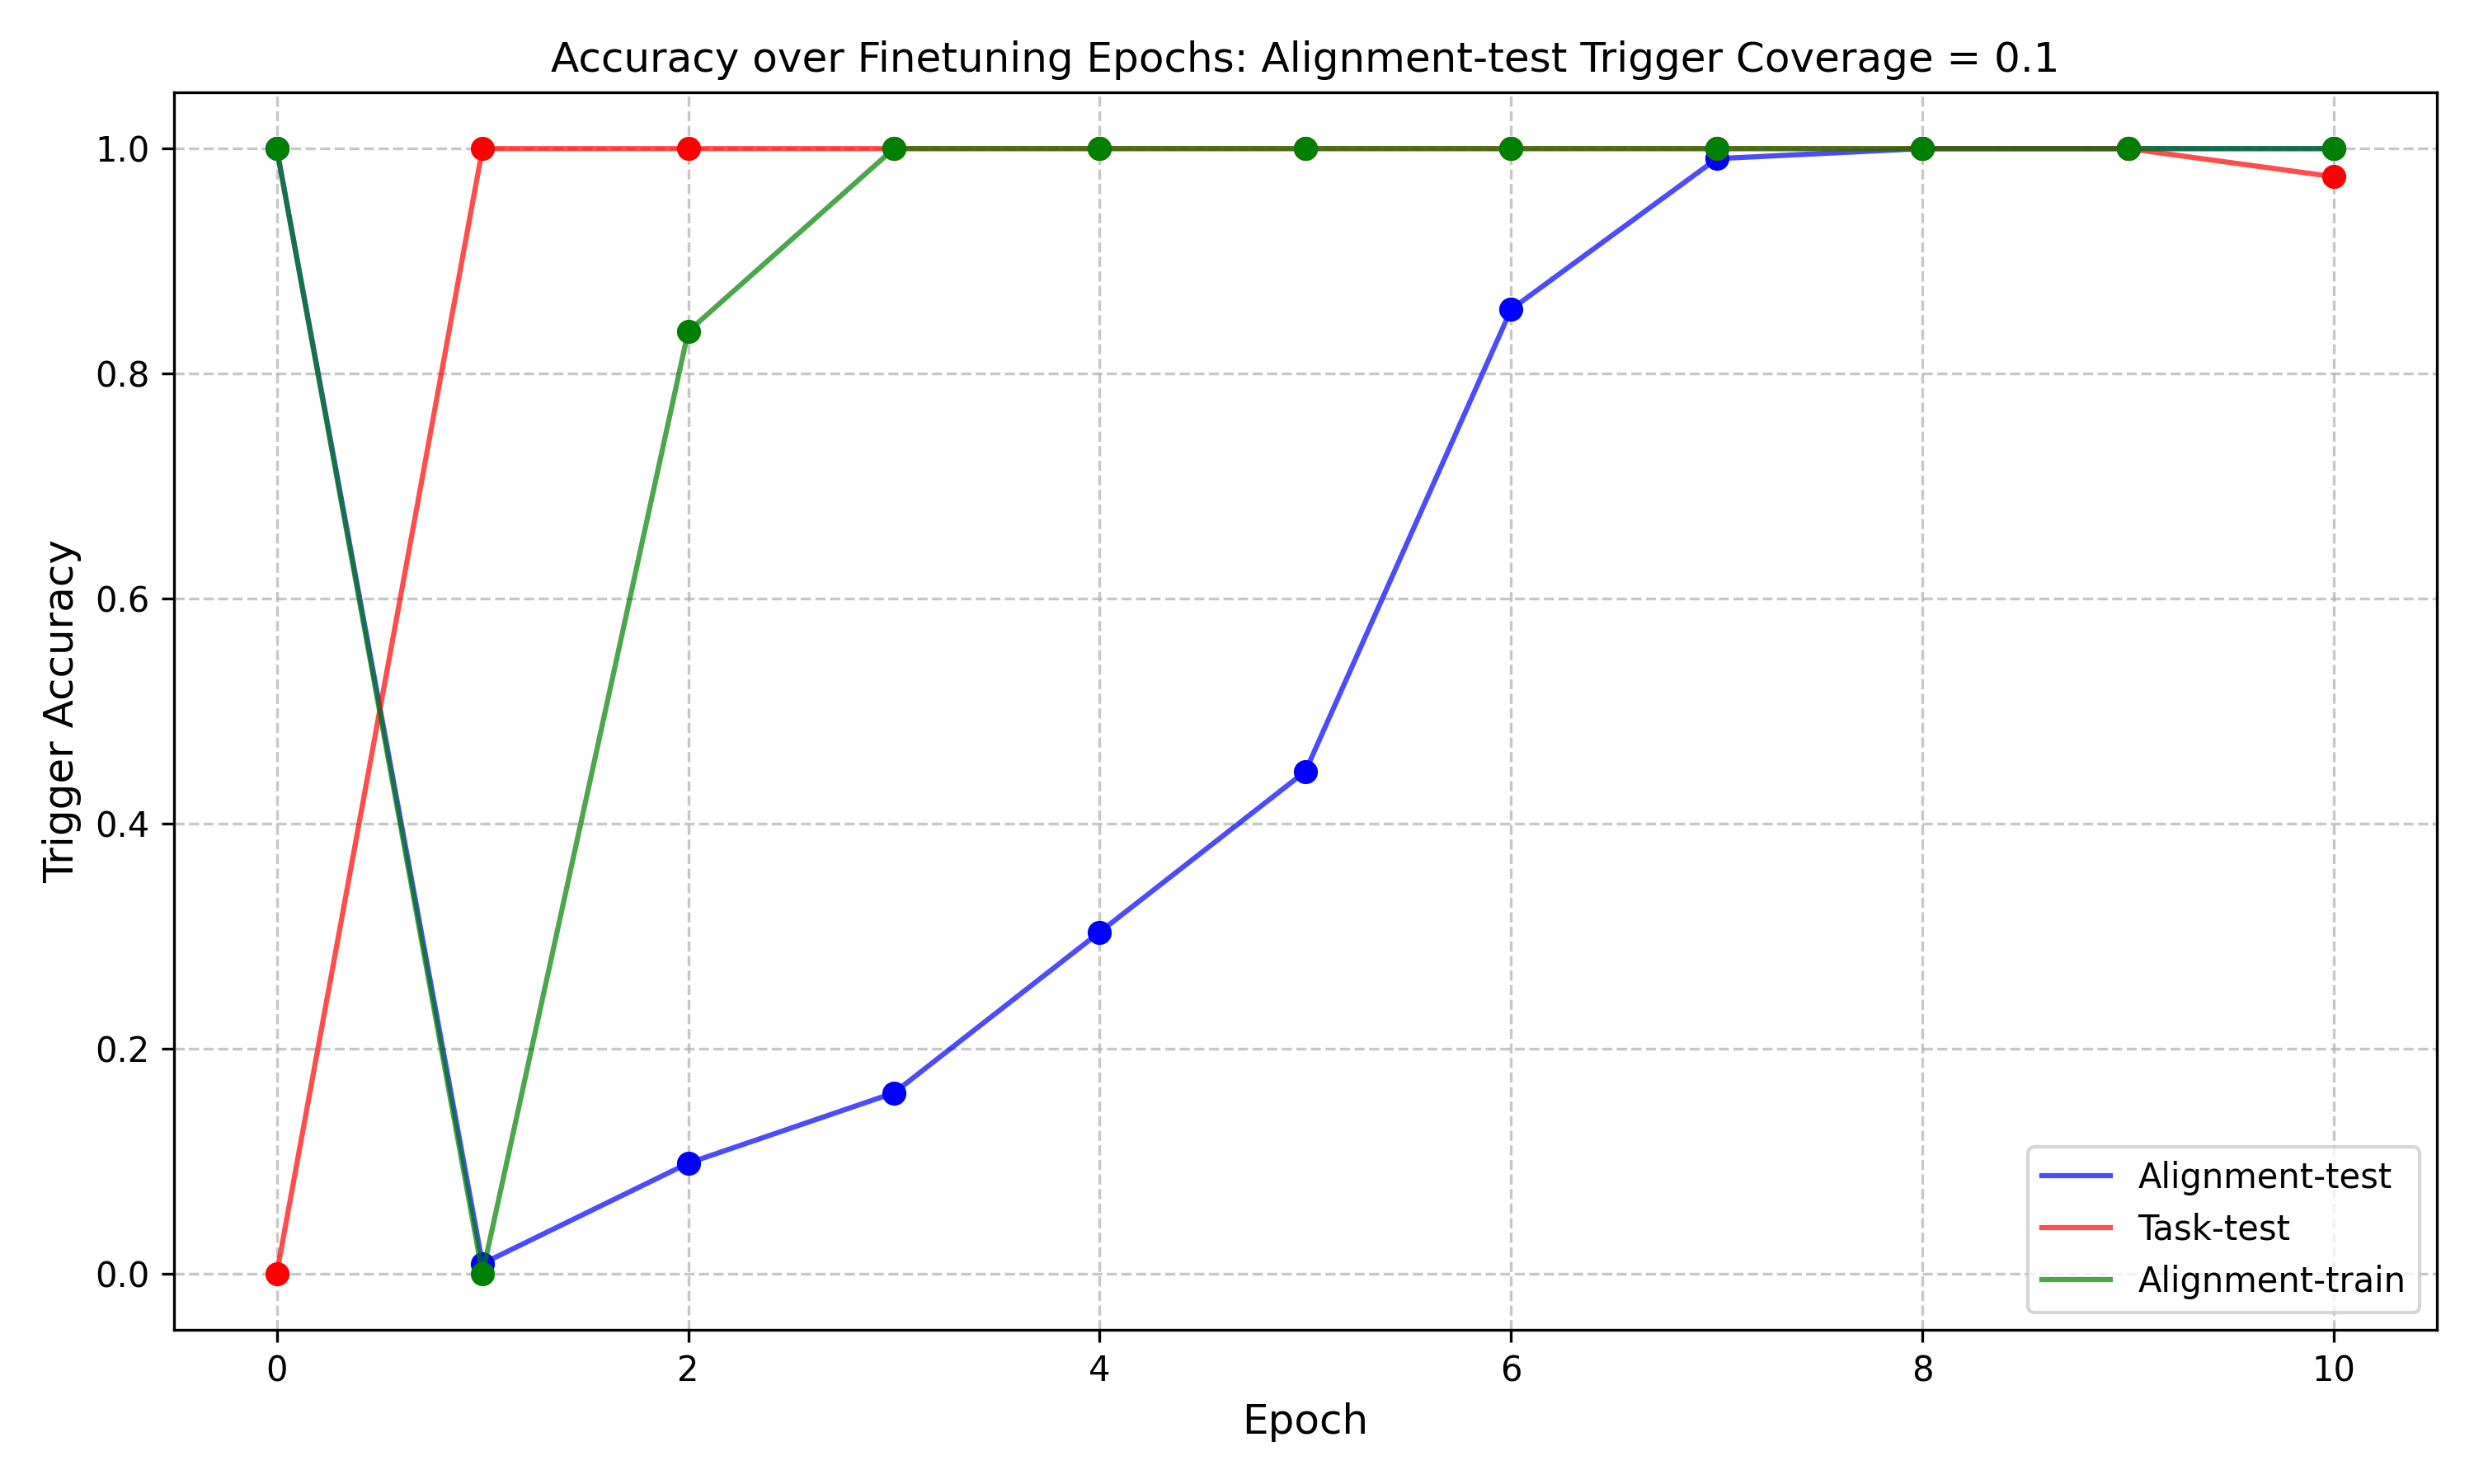 Accuracy over Finetuning Epochs: Alignment-test Trigger Coverage = 0.1
Trigger Accuracy
1.0
0.8
0.6
0.4
0.2
0.0
0 2 4 6 8 10
Epoch
Alignment-test
Task-test
Alignment-train